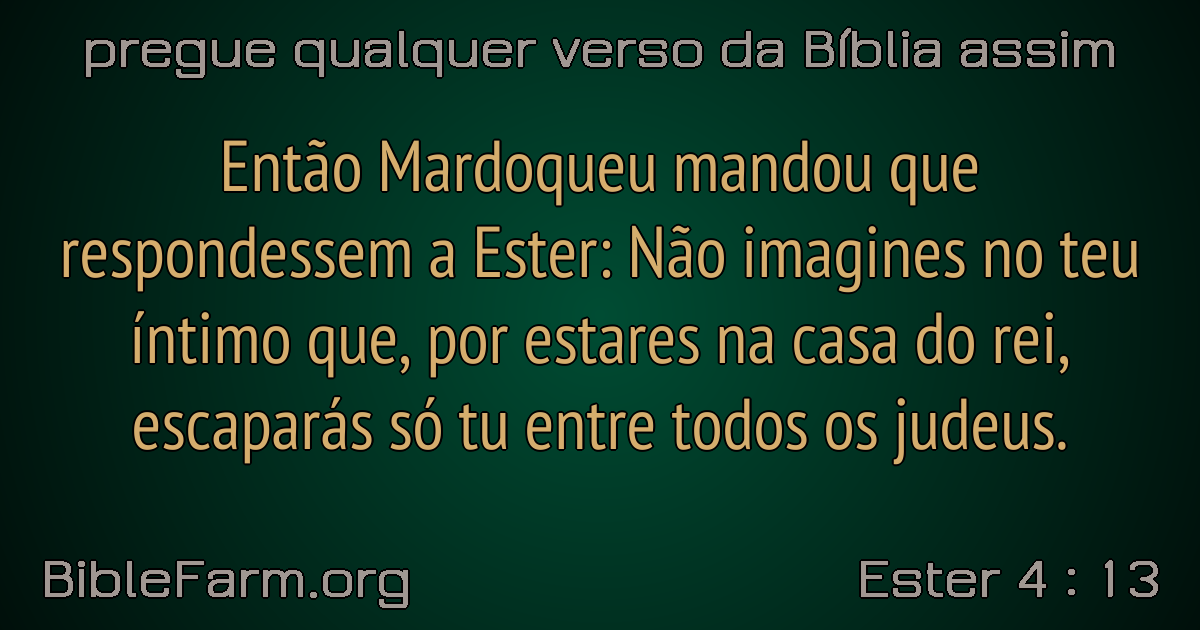 pregue qualquer verso da Bíblia assim
Então Mardoqueu mandou que
respondessem a Ester: Não imagines no teu
íntimo que, por estares na casa do rei,
escaparás só tu entre todos os judeus.
BibleFarm.org
Ester 4 : 13